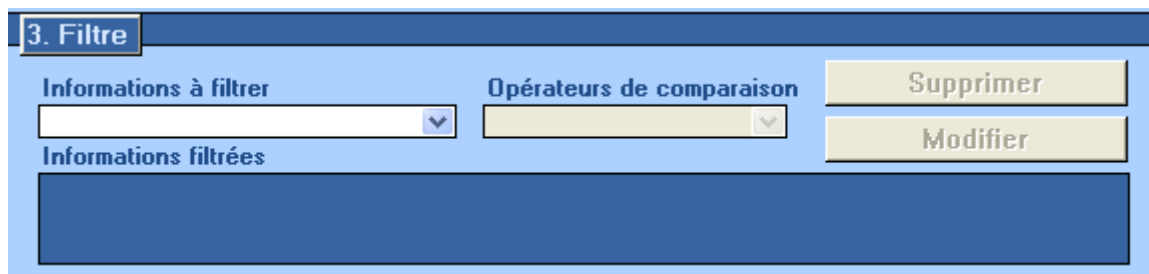 3. Filtre
Informations à filtrer
Opérateurs de comparaison
Supprimer
Modifier
Informations filtrées